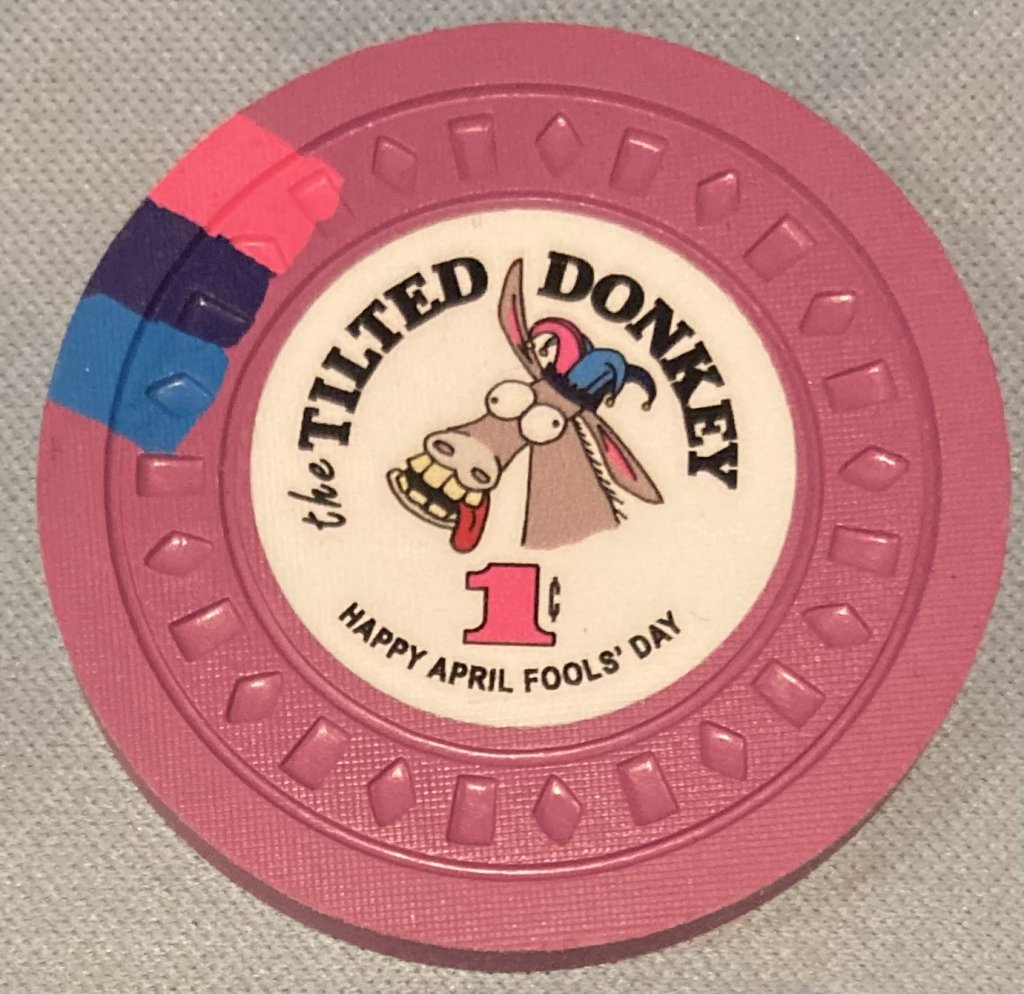 the TILTED DONKEY
1¢
HAPPY APRIL FOOLS' DAY